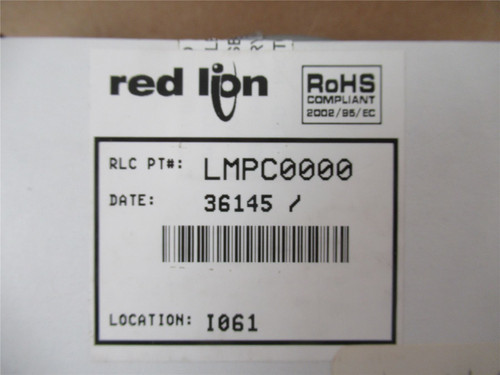 red lion
RoHS
COMPLIANT
2002/95/EC
RLC PT#: LMPC0000
DATE: 36145 /
LOCATION: I061